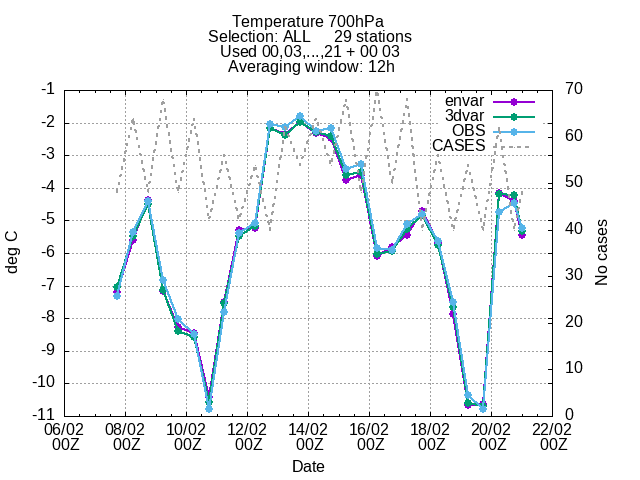 Temperature 700hPa
Selection: ALL 29 stations
Used 00,03,...,21 + 00 03
Averaging window: 12h
envar
3dvar
OBS
CASES
-1
-2
-3
-4
-5
-6
-7
-8
-9
-10
-11
deg C
70
60
50
40
30
20
10
0
No cases
06/02 08/02 10/02 12/02 14/02 16/02 18/02 20/02 22/02
00Z 00Z 00Z 00Z 00Z 00Z 00Z 00Z 00Z
Date